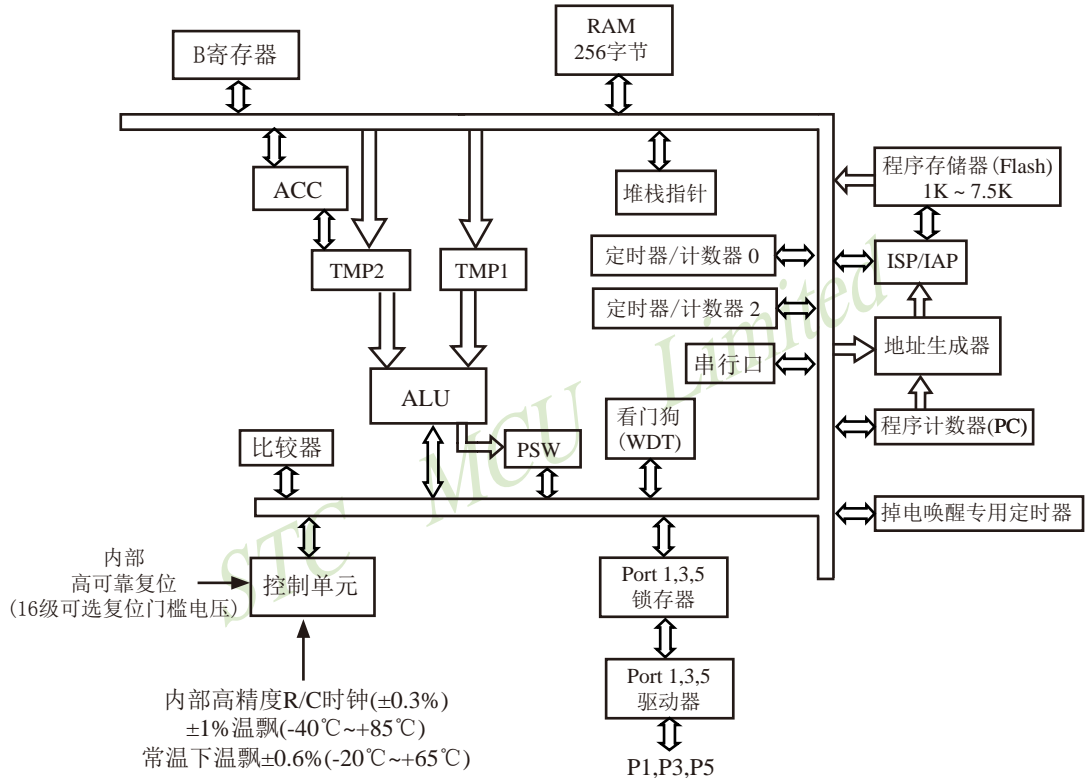 B寄存器
RAM
256字节
ACC
堆栈指针
程序存储器(Flash)
1K ~ 7.5K
TMP2
TMP1
定时器/计数器 0
ISP/IAP
定时器/计数器 2
地址生成器
串行口
ALU
看门狗
(WDT)
程序计数器(PC)
比较器
PSW
掉电唤醒专用定时器
内部
高可靠复位
(16级可选复位门槛电压)
控制单元
Port 1,3,5
锁存器
内部高精度R/C时钟(±0.3%)
±1%温飘(-40℃~+85℃)
常温下温飘±0.6%(-20℃~+65℃)
Port 1,3,5
驱动器
P1,P3,P5
STC MCU Limited